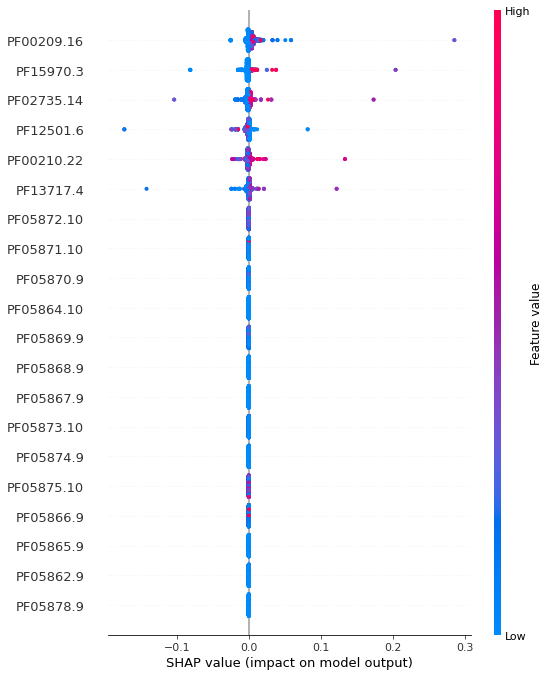 High
PF00209.16
PF15970.3
PF02735.14
PF12501.6
PF00210.22
PF13717.4
PF05872.10
PF05871.10
PF05870.9
PF05864.10
PF05869.9
PF05868.9
PF05867.9
PF05873.10
PF05874.9
PF05875.10
PF05866.9
PF05865.9
PF05862.9
PF05878.9
Feature value
Low
−0.1 0.0 0.1 0.2 0.3
SHAP value (impact on model output)